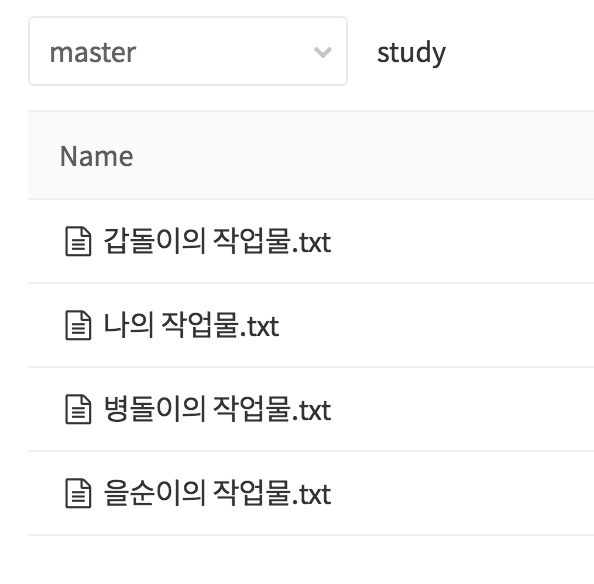 master study
Name
갑돌이의 작업물.txt
나의 작업물.txt
병돌이의 작업물.txt
을순이의 작업물.txt